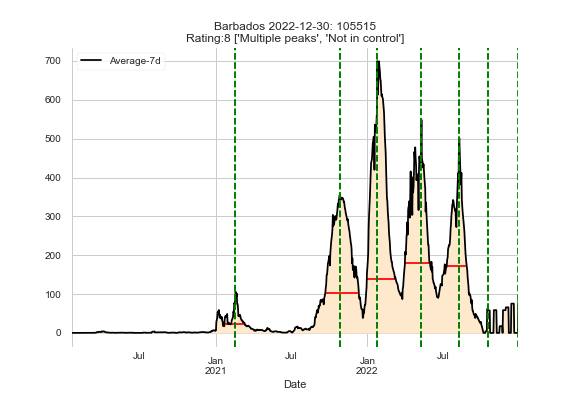 Barbados 2022-12-30: 105515
Rating:8 ['Multiple peaks', 'Not in control']
Average-7d
700
600
500
400
300
200
100
0
Jul
Jan
2021
Jul
Jan
2022
Jul
Date